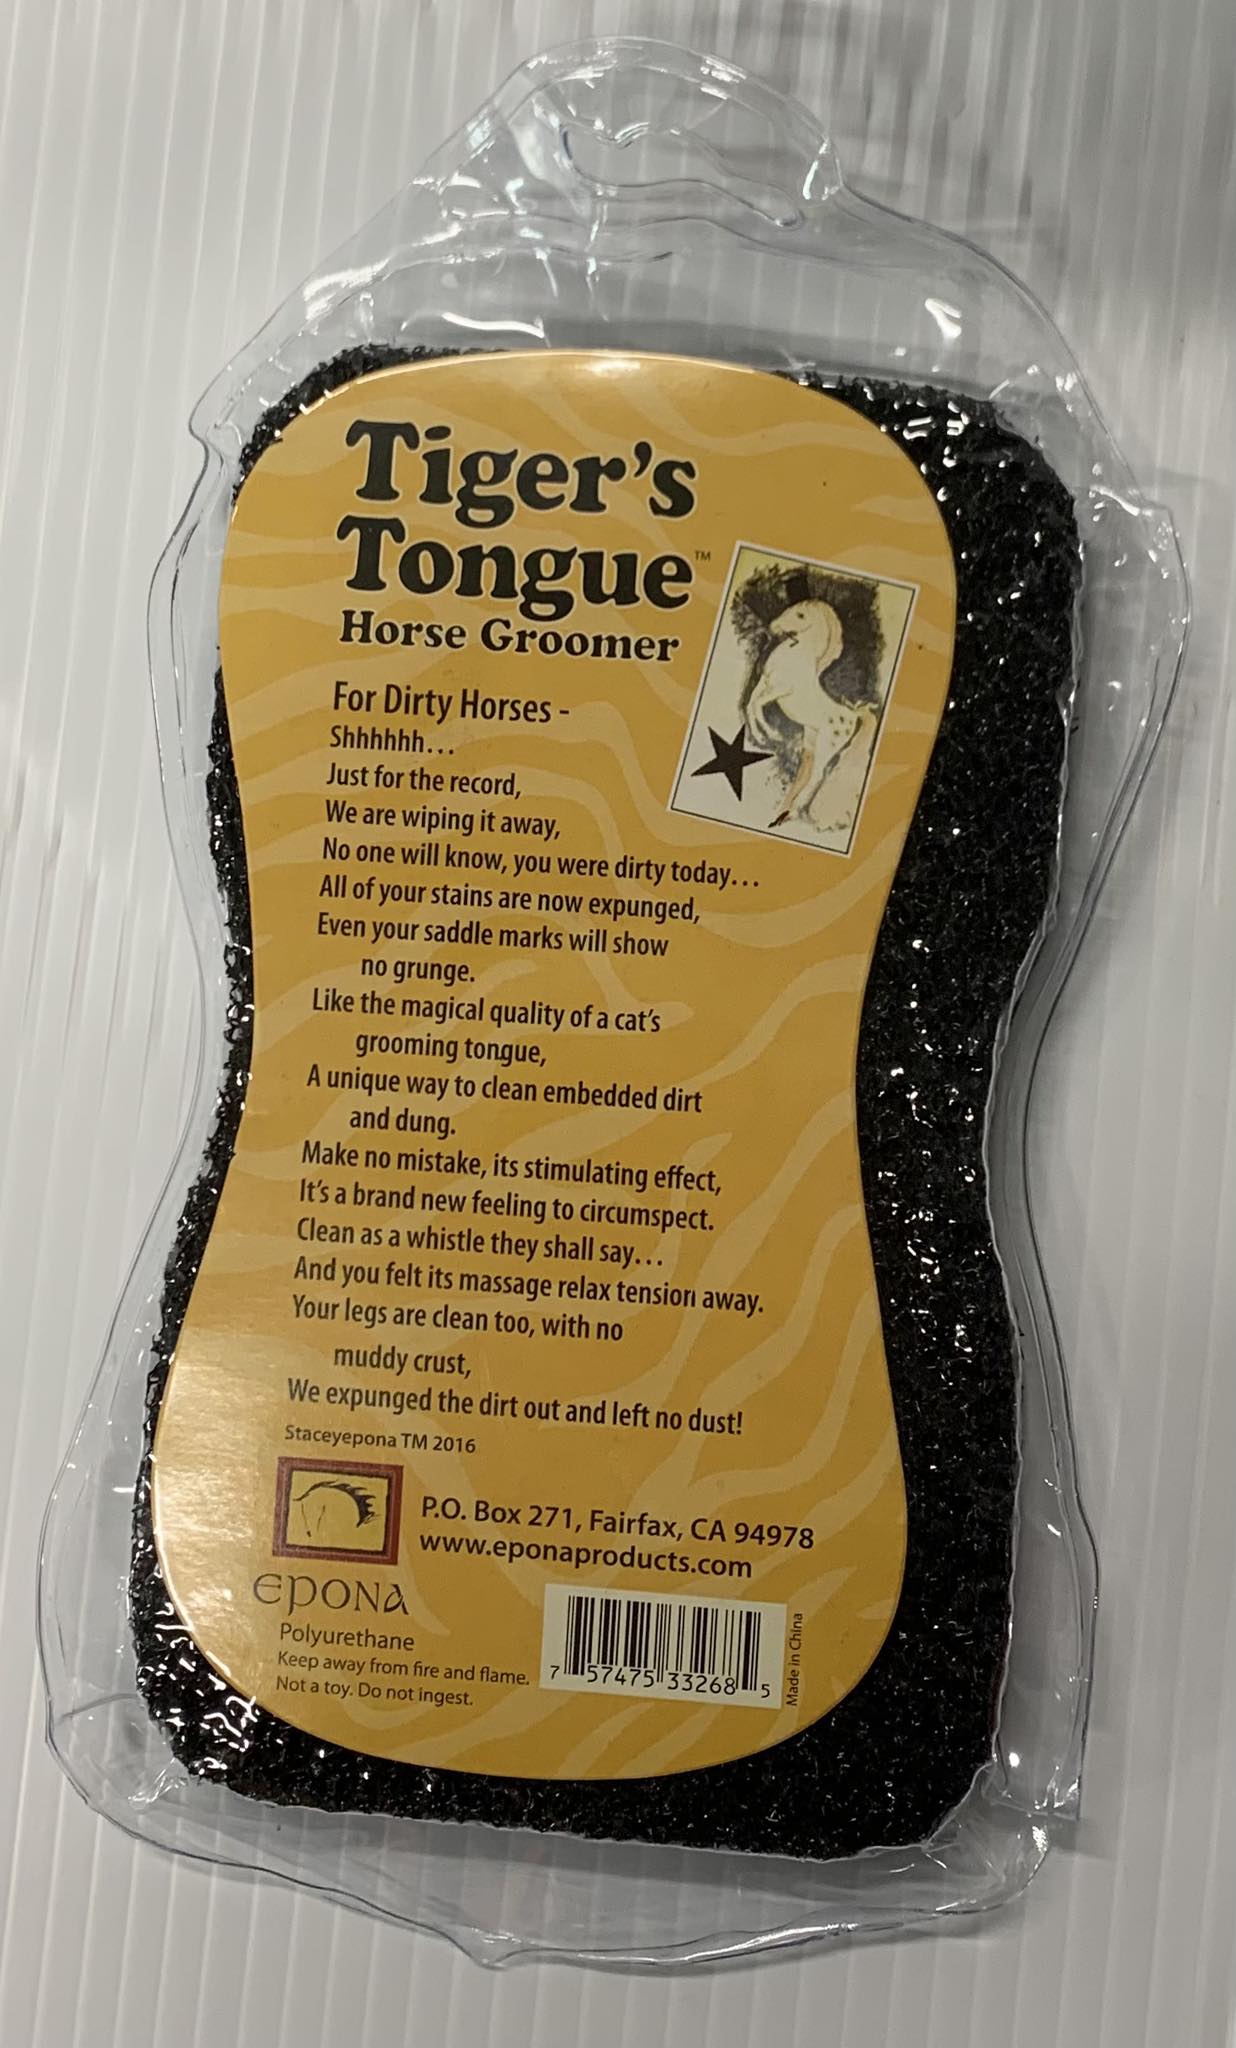 Tiger's
Tongue™
Horse Groomer
For Dirty Horses -
Shhhhhh...
Just for the record,
We are wiping it away,
No one will know, you were dirty today...
All of your stains are now expunged,
Even your saddle marks will show
no grunge.
Like the magical quality of a cat's
grooming tongue,
A unique way to clean embedded dirt
and dung.
Make no mistake, its stimulating effect,
It's a brand new feeling to circumspect.
Clean as a whistle they shall say...
And you felt its massage relax tension away.
Your legs are clean too, with no
muddy crust,
We expunged the dirt out and left no dust!
Staceyepona TM 2016
P.O. Box 271, Fairfax, CA 94978
www.eponaproducts.com
EPONA
Polyurethane
Keep away from fire and flame.
Not a toy. Do not ingest.
7 57475 33268 5
Made in China